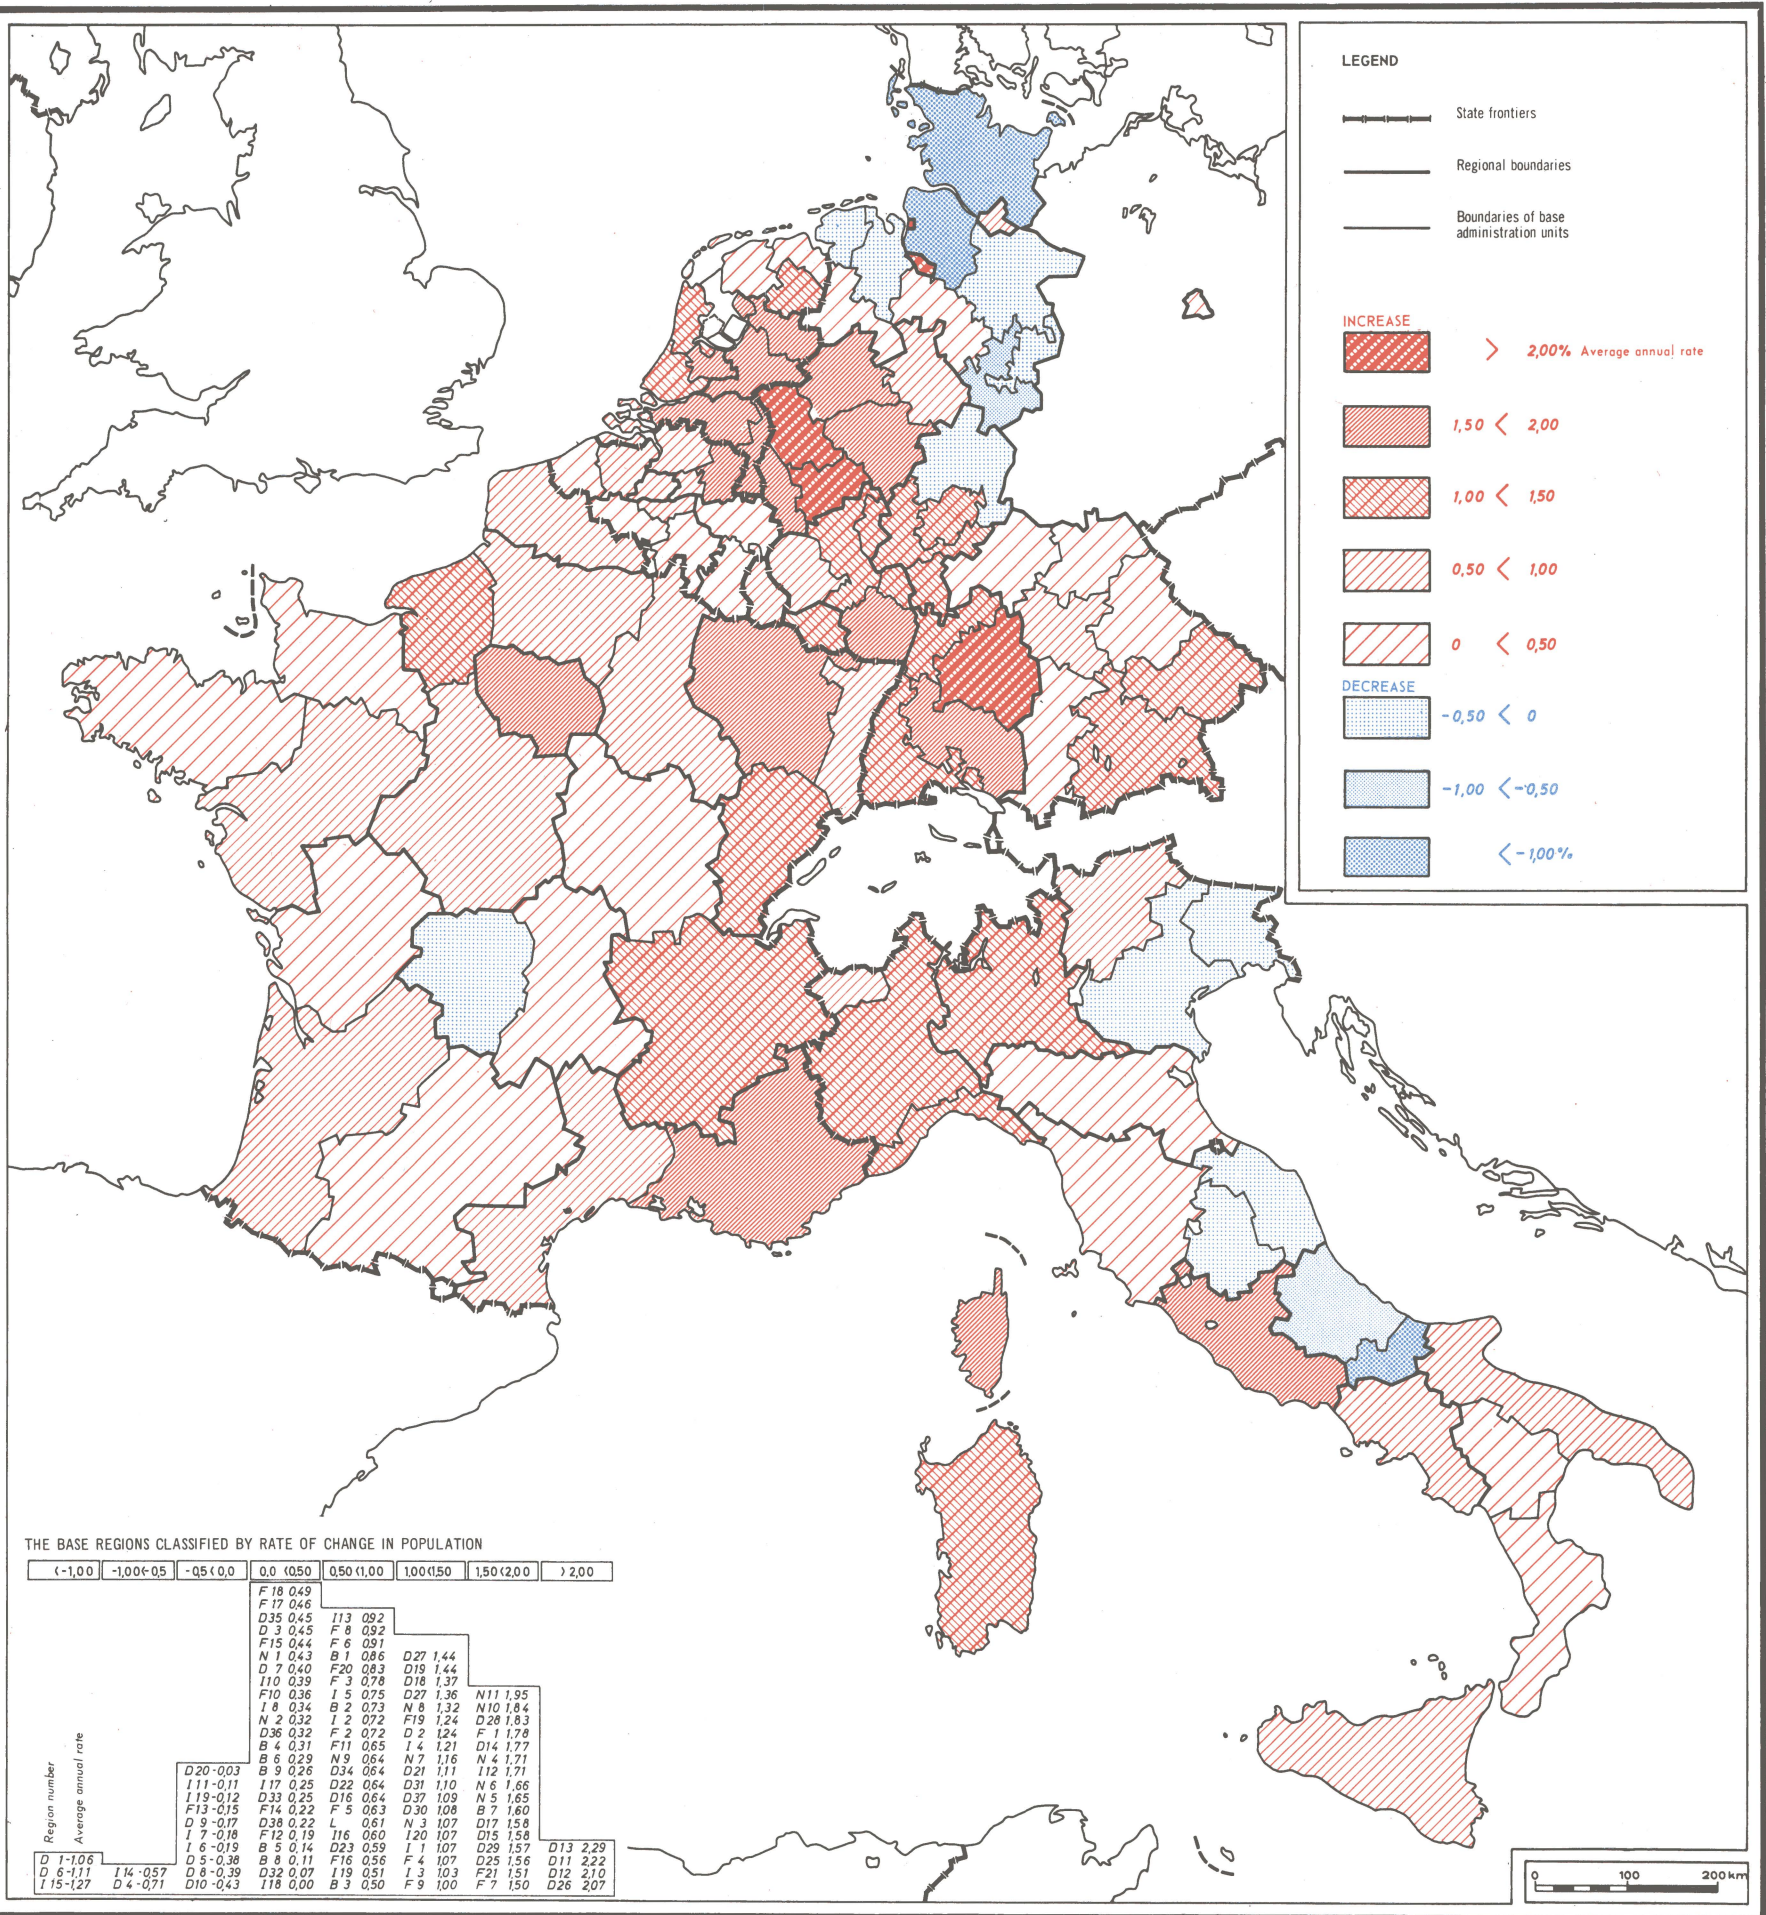 LEGEND
State frontiers
Regional boundaries
Boundaries of base
administration units
INCREASE
> 2,00% Average annual rate
1,50 < 2,00
1,00 < 1,50
0,50 < 1,00
0 < 0,50
DECREASE
-0,50 < 0
-1,00 <-0,50
<-1,00%
THE BASE REGIONS CLASSIFIED BY RATE OF CHANGE IN POPULATION
<-1,00 -1,00<-0,5 -0,5<0,0 0,0 <0,50 0,50<1,00 1,00<1,50 1,50<2,00 >2,00
F 18 0,49
F 17 0,46
D35 0,45 I13 0,92
D 3 0,45 F 8 0,92
F15 0,44 F 6 0,91
N 1 0,43 B 1 0,86 D27 1,44
D 7 0,40 F20 0,83 D19 1,44
I10 0,39 F 3 0,78 D18 1,37
F10 0,36 I 5 0,75 D27 1,36 N11 1,95
I 8 0,34 B 2 0,73 N 8 1,32 N10 1,84
N 2 0,32 I 2 0,72 F19 1,24 D28 1,83
D36 0,32 F 2 0,72 D 2 1,24 F 1 1,78
B 4 0,31 F11 0,65 I 4 1,21 D14 1,77
B 6 0,29 N 9 0,64 N 7 1,16 N 4 1,71
D20-0,03 B 9 0,26 D34 0,64 D21 1,11 I12 1,71
I 11-0,11 I 17 0,25 D22 0,64 D31 1,10 N 6 1,66
I 19-0,12 D33 0,25 D16 0,64 D37 1,09 N 5 1,65
F13-0,15 F14 0,22 F 5 0,63 D30 1,08 B 7 1,60
D 9-0,17 D38 0,22 L 0,61 N 3 1,07 D17 1,58
I 7-0,18 F12 0,19 I16 0,60 I20 1,07 D15 1,58
I 6-0,19 B 5 0,14 D23 0,59 I 1 1,07 D29 1,57 D13 2,29
D 1-1,06 D 5-0,38 B 8 0,11 F16 0,56 F 4 1,07 D25 1,56 D11 2,22
D 6-1,11 I 14-0,57 D 8-0,39 D32 0,07 I19 0,51 I 3 1,03 F21 1,51 D12 2,10
I 15-1,27 D 4-0,71 D10-0,43 I18 0,00 B 3 0,50 F 9 1,00 F 7 1,50 D26 2,07
Region number
Average annual rate
0 100 200 km